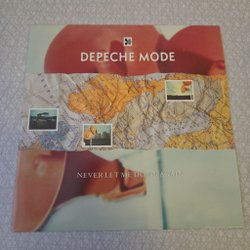 DEPECHE MODE
NEVER LET ME DOWN AGAIN